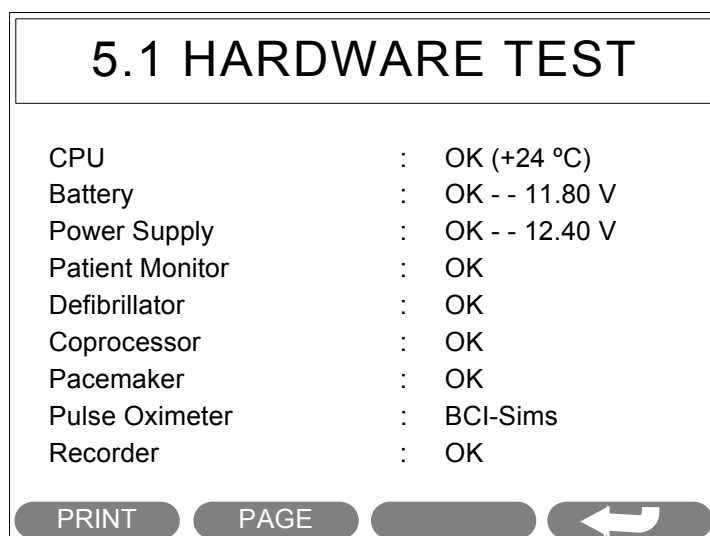 5.1 HARDWARE TEST
CPU : OK (+24 ºC)
Battery : OK - - 11.80 V
Power Supply : OK - - 12.40 V
Patient Monitor : OK
Defibrillator : OK
Coprocessor : OK
Pacemaker : OK
Pulse Oximeter : BCI-Sims
Recorder : OK
PRINT PAGE